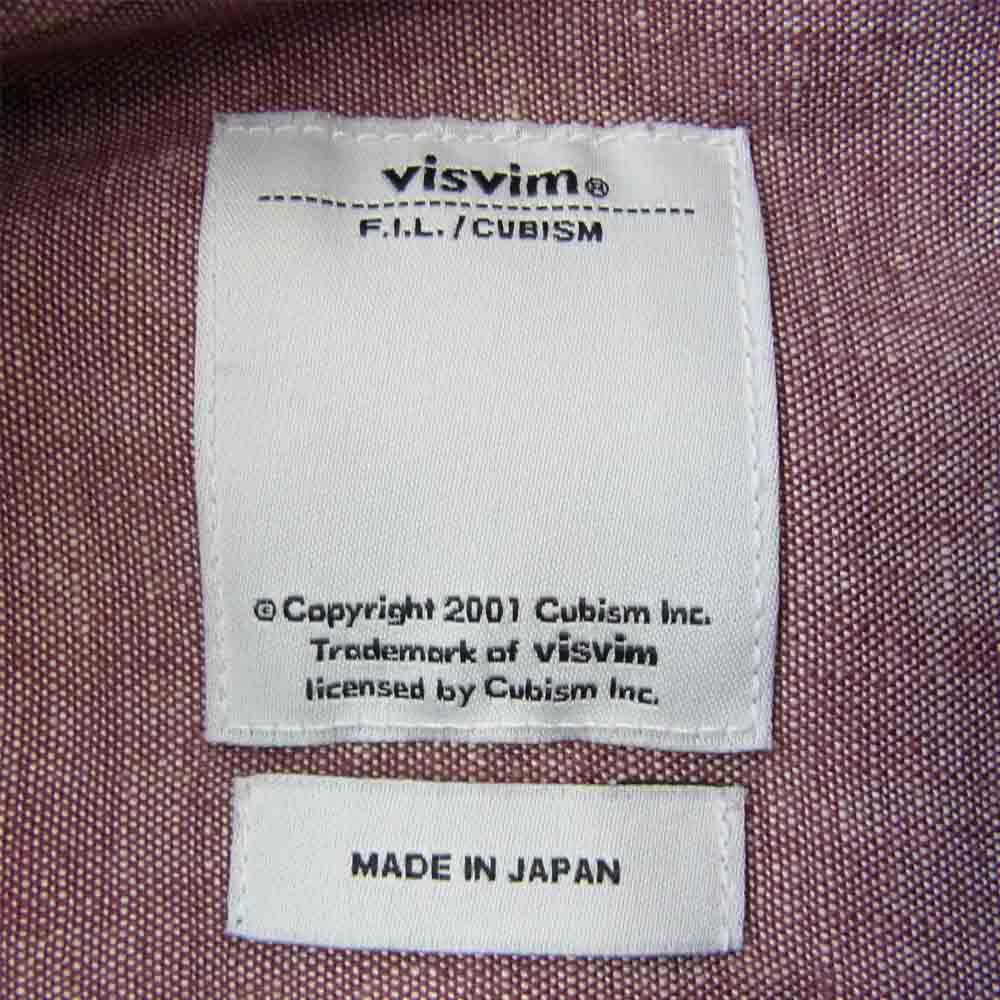 visvim®
F.I.L. / CUBISM
© Copyright 2001 Cubism Inc.
Trademark of visvim
licensed by Cubism Inc.
MADE IN JAPAN